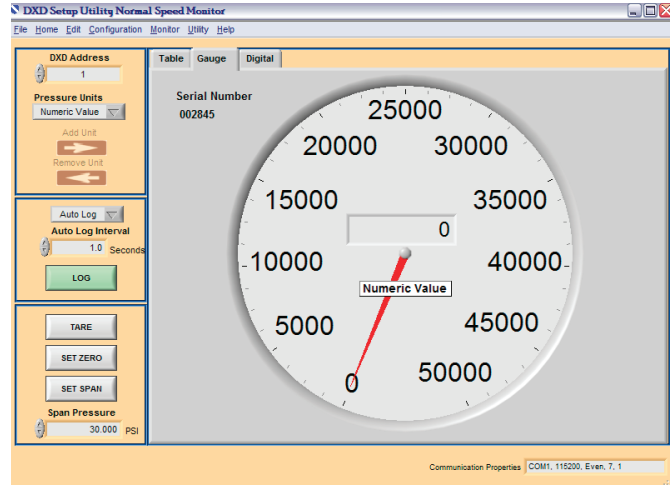 DXD Setup Utility Normal Speed Monitor
File Home Edit Configuration Monitor Utility Help
DXD Address
1
Pressure Units
Numeric Value
Add Unit
Remove Unit
Auto Log
Auto Log Interval
1.0 Seconds
LOG
TARE
SET ZERO
SET SPAN
Span Pressure
30.000 PSI
Table Gauge Digital
Serial Number
002845
25000
20000 30000
15000 35000
0
10000 40000
Numeric Value
5000 45000
0 50000
Communication Properties COM1, 115200, Even, 7, 1